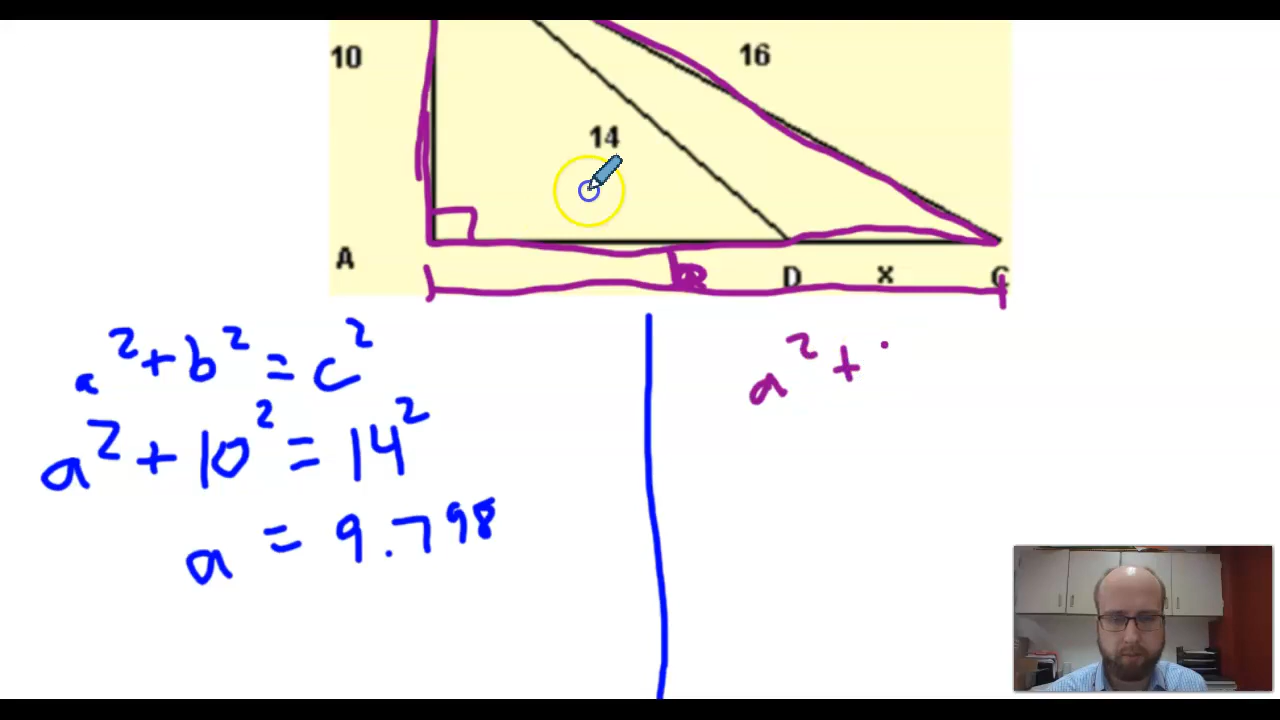 10
16
14
A
D
x
C
a² + b² = c²
a² + 10² = 14²
a = 9.798
a² +